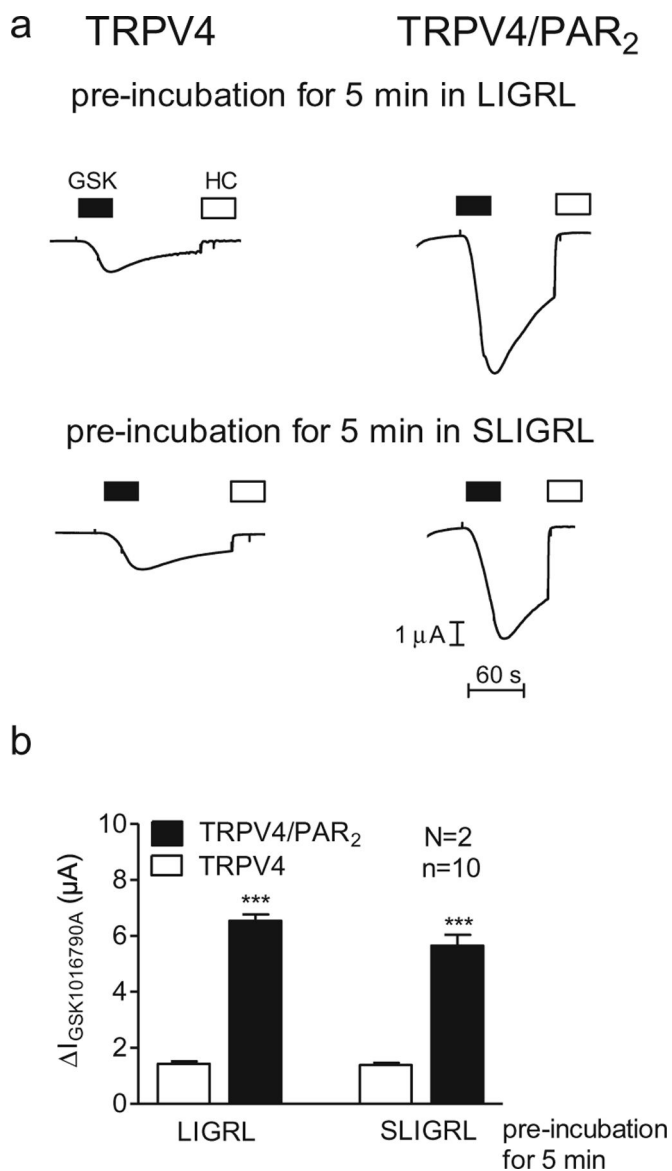 a
TRPV4 TRPV4/PAR₂
pre-incubation for 5 min in LIGRL
GSK HC
pre-incubation for 5 min in SLIGRL
1 μA
60 s
b
ΔI_GSK1016790A (μA)
10
8
6
4
2
0
TRPV4/PAR₂
TRPV4
N=2
n=10
***
***
LIGRL SLIGRL pre-incubation
for 5 min